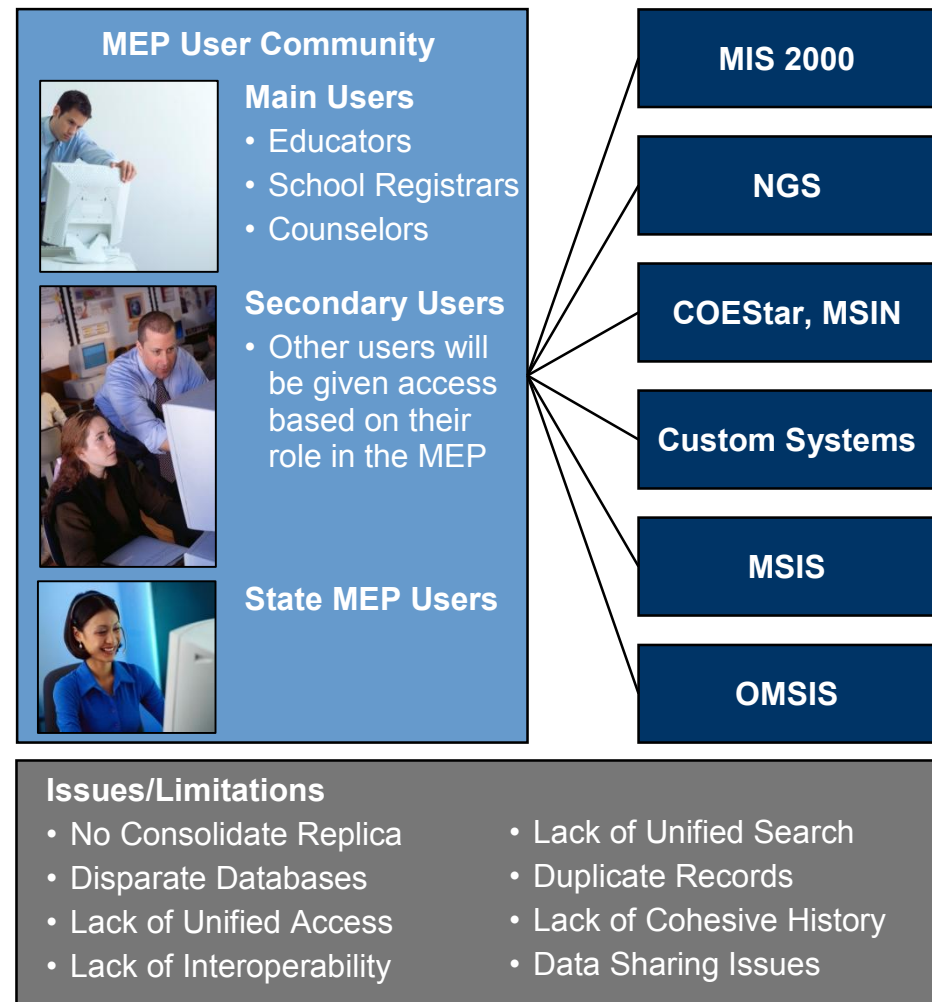 MEP User Community
Main Users
• Educators
• School Registrars
• Counselors
Secondary Users
• Other users will
be given access
based on their
role in the MEP
State MEP Users
MIS 2000
NGS
COEStar, MSIN
Custom Systems
MSIS
OMSIS
Issues/Limitations
• No Consolidate Replica
• Disparate Databases
• Lack of Unified Access
• Lack of Interoperability
• Lack of Unified Search
• Duplicate Records
• Lack of Cohesive History
• Data Sharing Issues